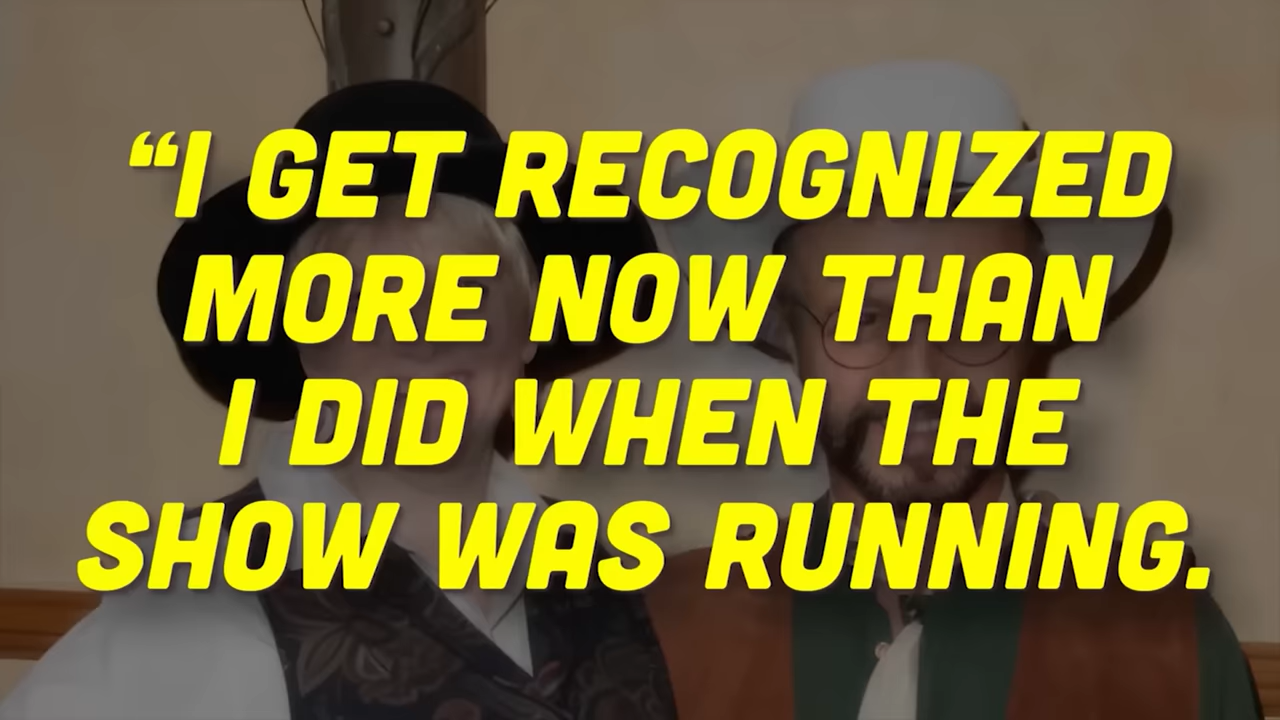 “I GET RECOGNIZED
MORE NOW THAN
I DID WHEN THE
SHOW WAS RUNNING.